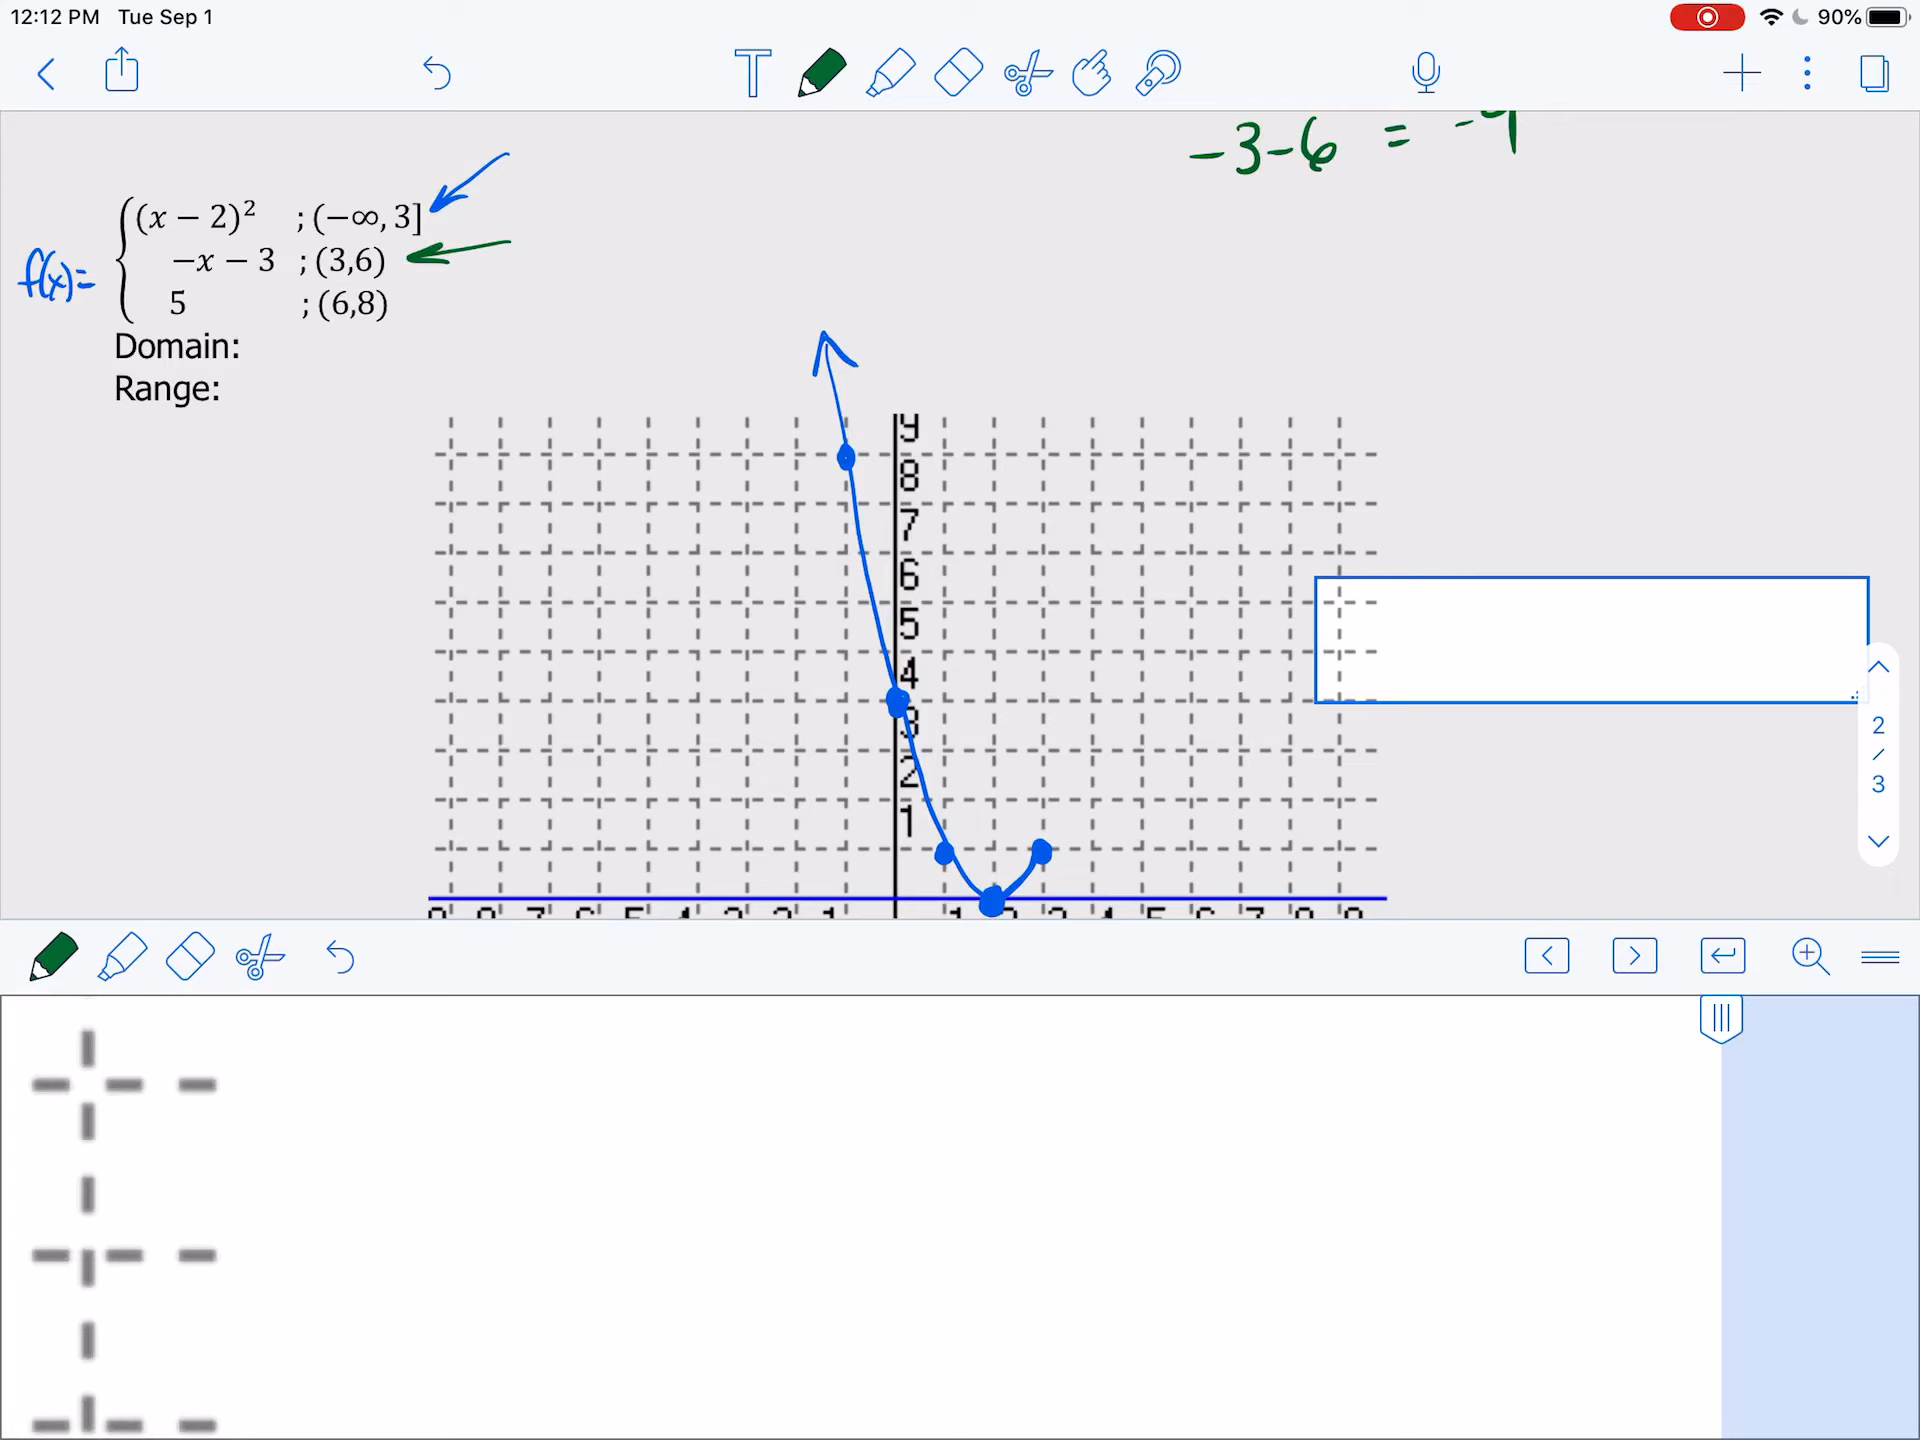 12:12 PM Tue Sep 1
90%
T
-3-6 = -9
f(x)=
(x − 2)² ; (−∞, 3]
−x − 3 ; (3,6)
5 ; (6,8)
Domain:
Range:
y
8
7
6
5
4
3
2
1
2
/
3